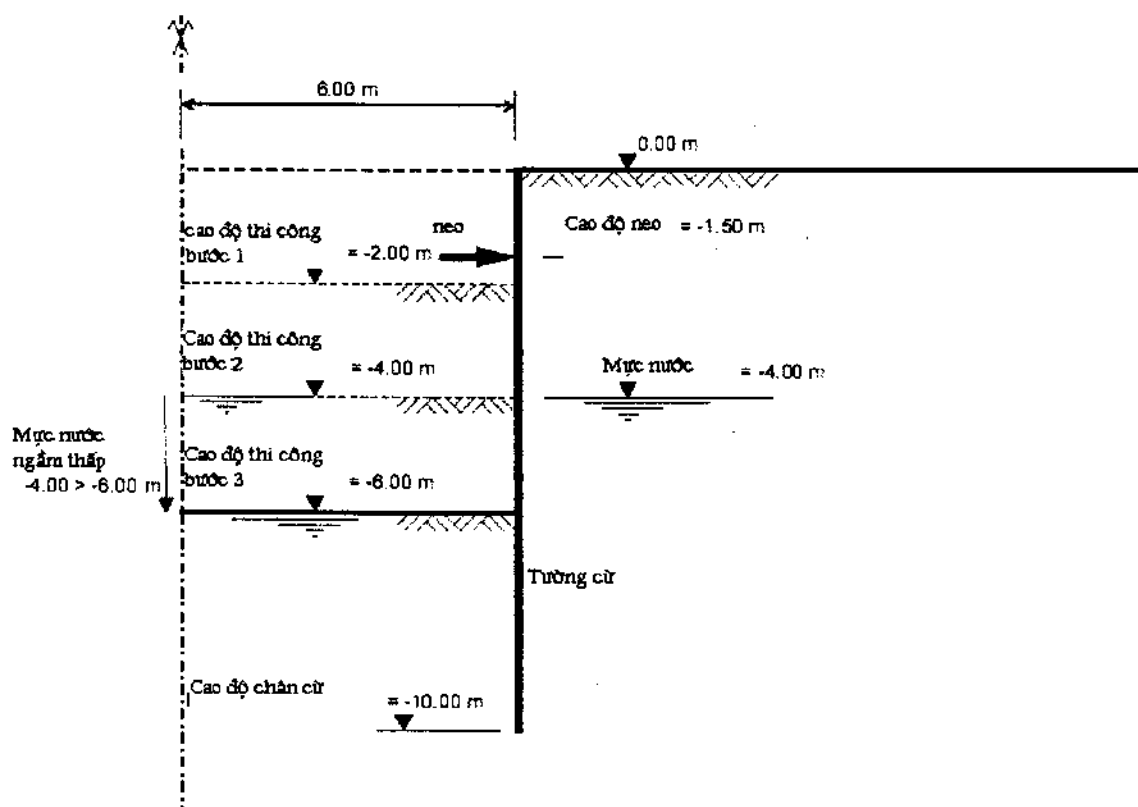 6.00 m
0.00 m
neo
Cao độ neo = -1.50 m
cao độ thi công
bước 1
= -2.00 m
Cao độ thi công
bước 2
= -4.00 m
Mực nước = -4.00 m
Mực nước
ngầm thấp
-4.00 > -6.00 m
Cao độ thi công
bước 3
= -6.00 m
Tường cừ
Cao độ chân cừ
= -10.00 m